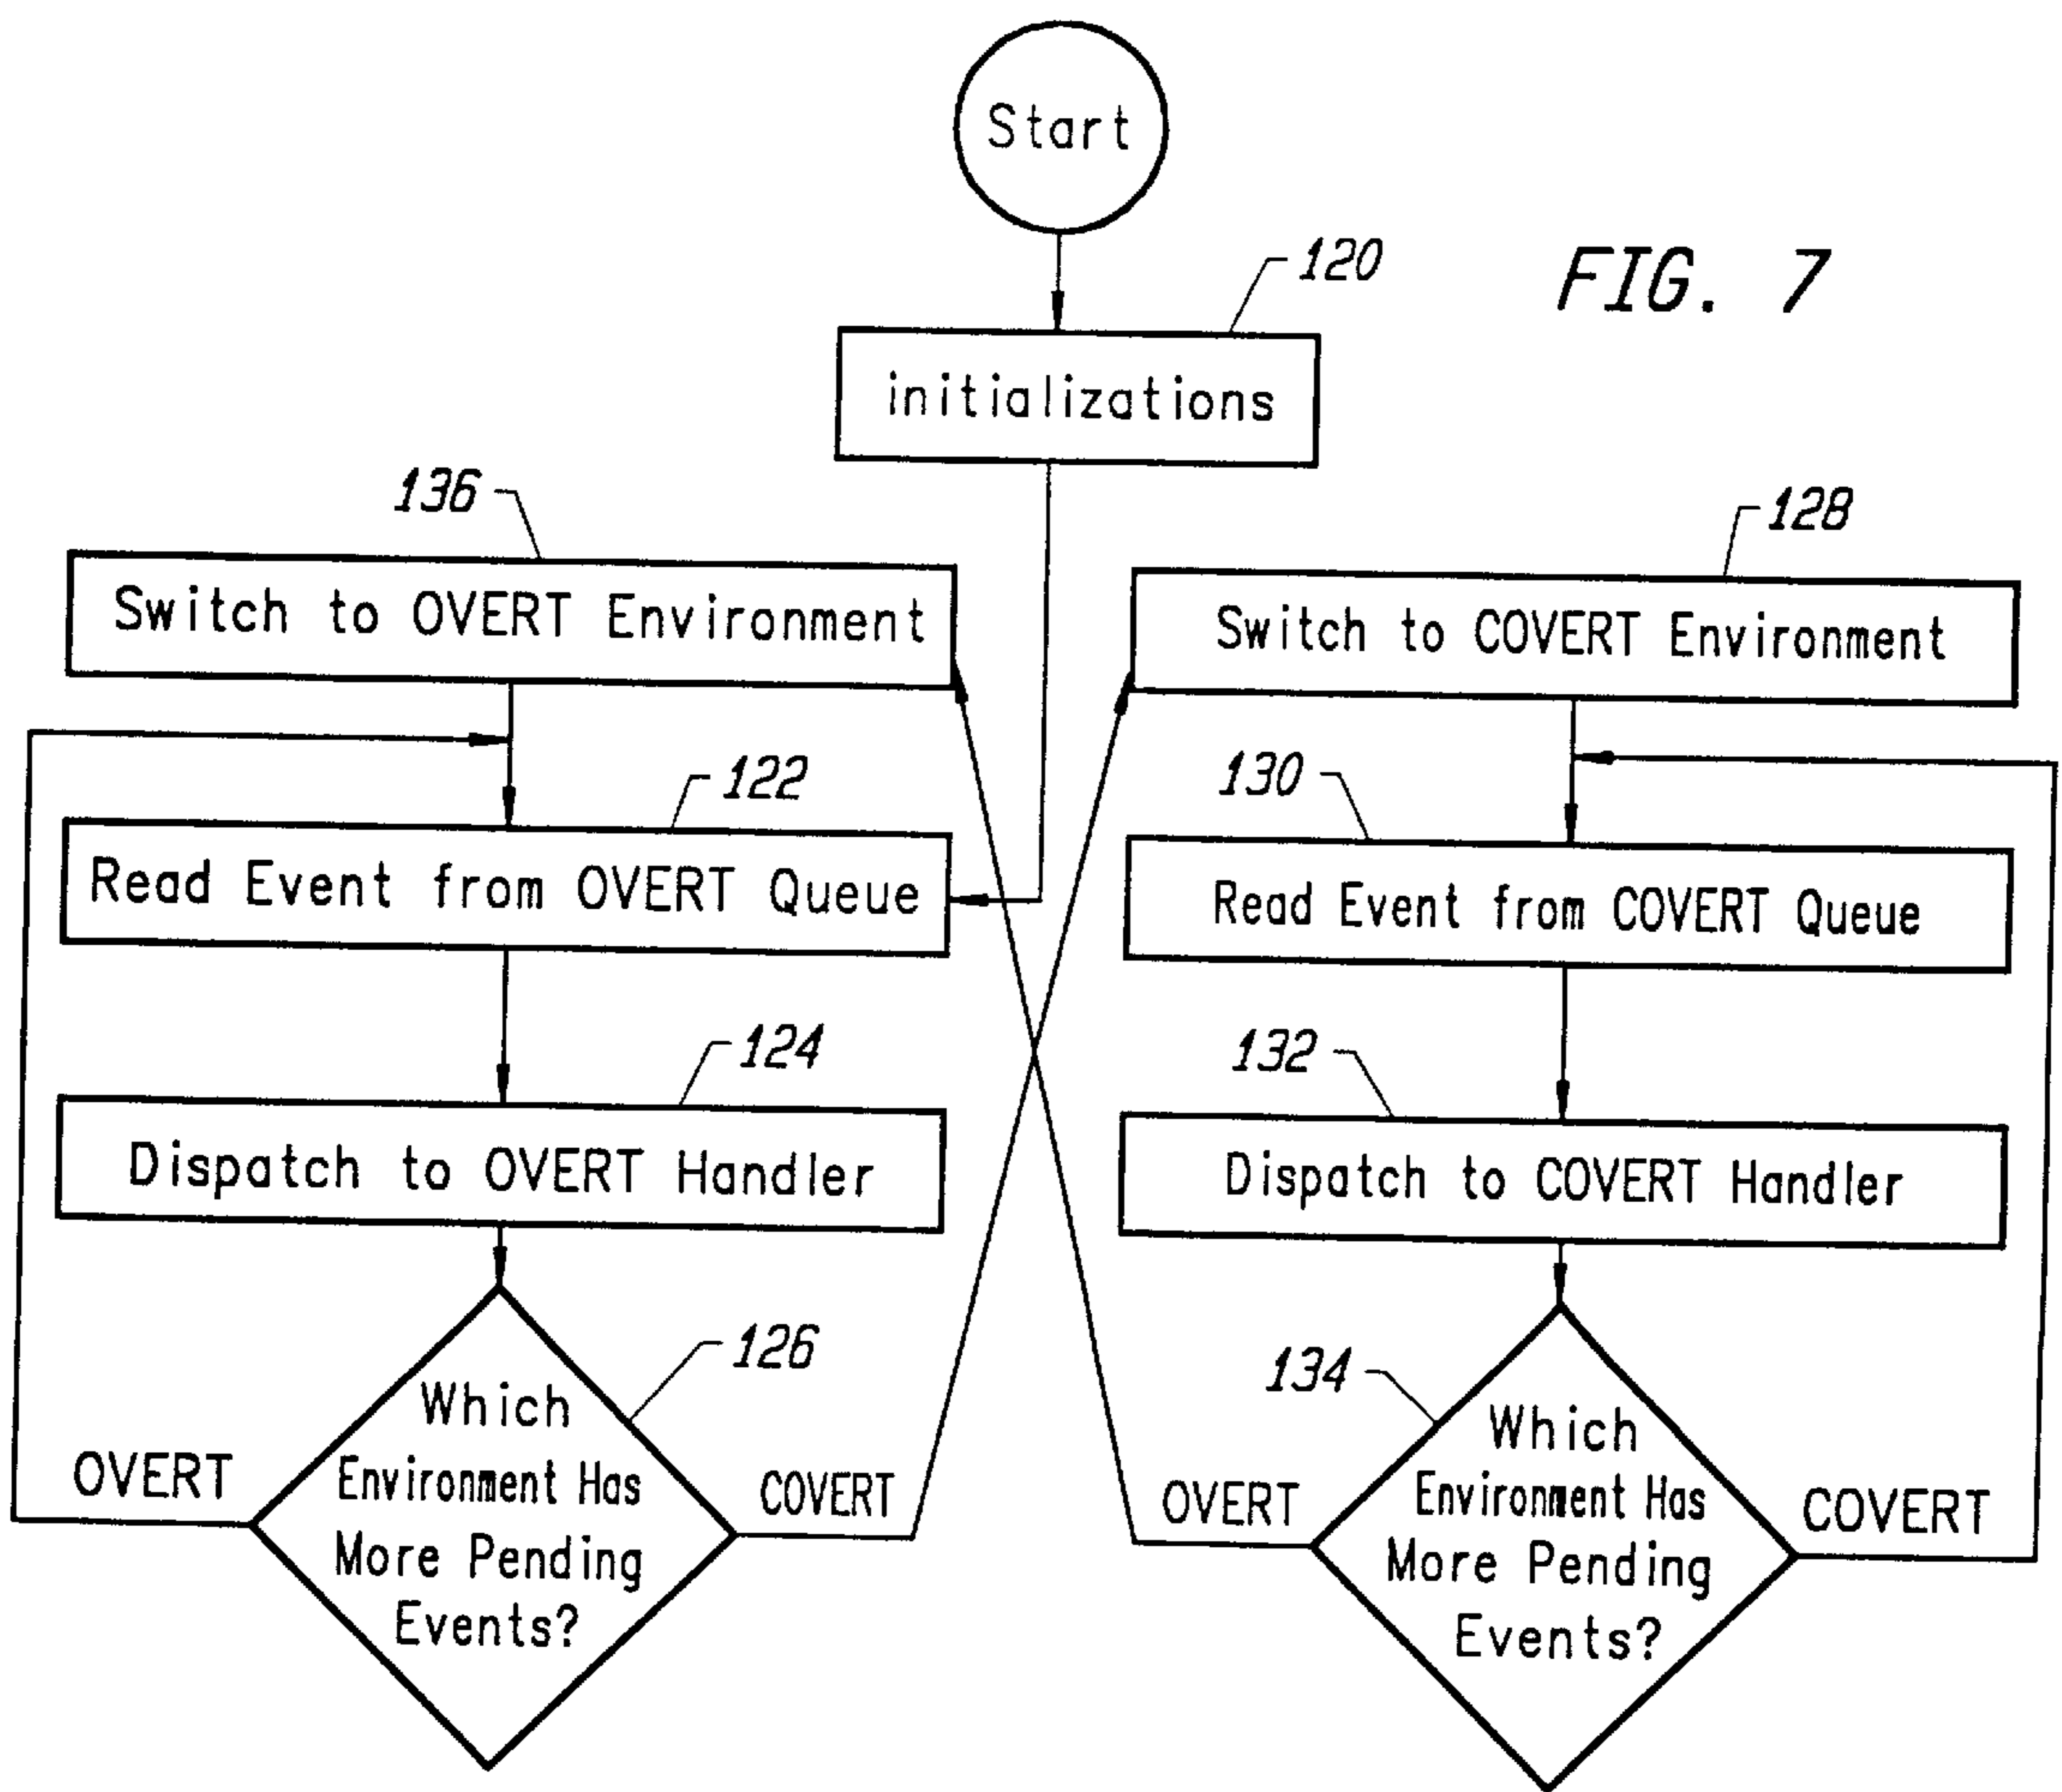 Start
FIG. 7
120
initializations
136
Switch to OVERT Environment
128
Switch to COVERT Environment
122
Read Event from OVERT Queue
130
Read Event from COVERT Queue
124
Dispatch to OVERT Handler
132
Dispatch to COVERT Handler
126
Which
Environment Has
More Pending
Events?
OVERT
COVERT
134
Which
Environment Has
More Pending
Events?
OVERT
COVERT